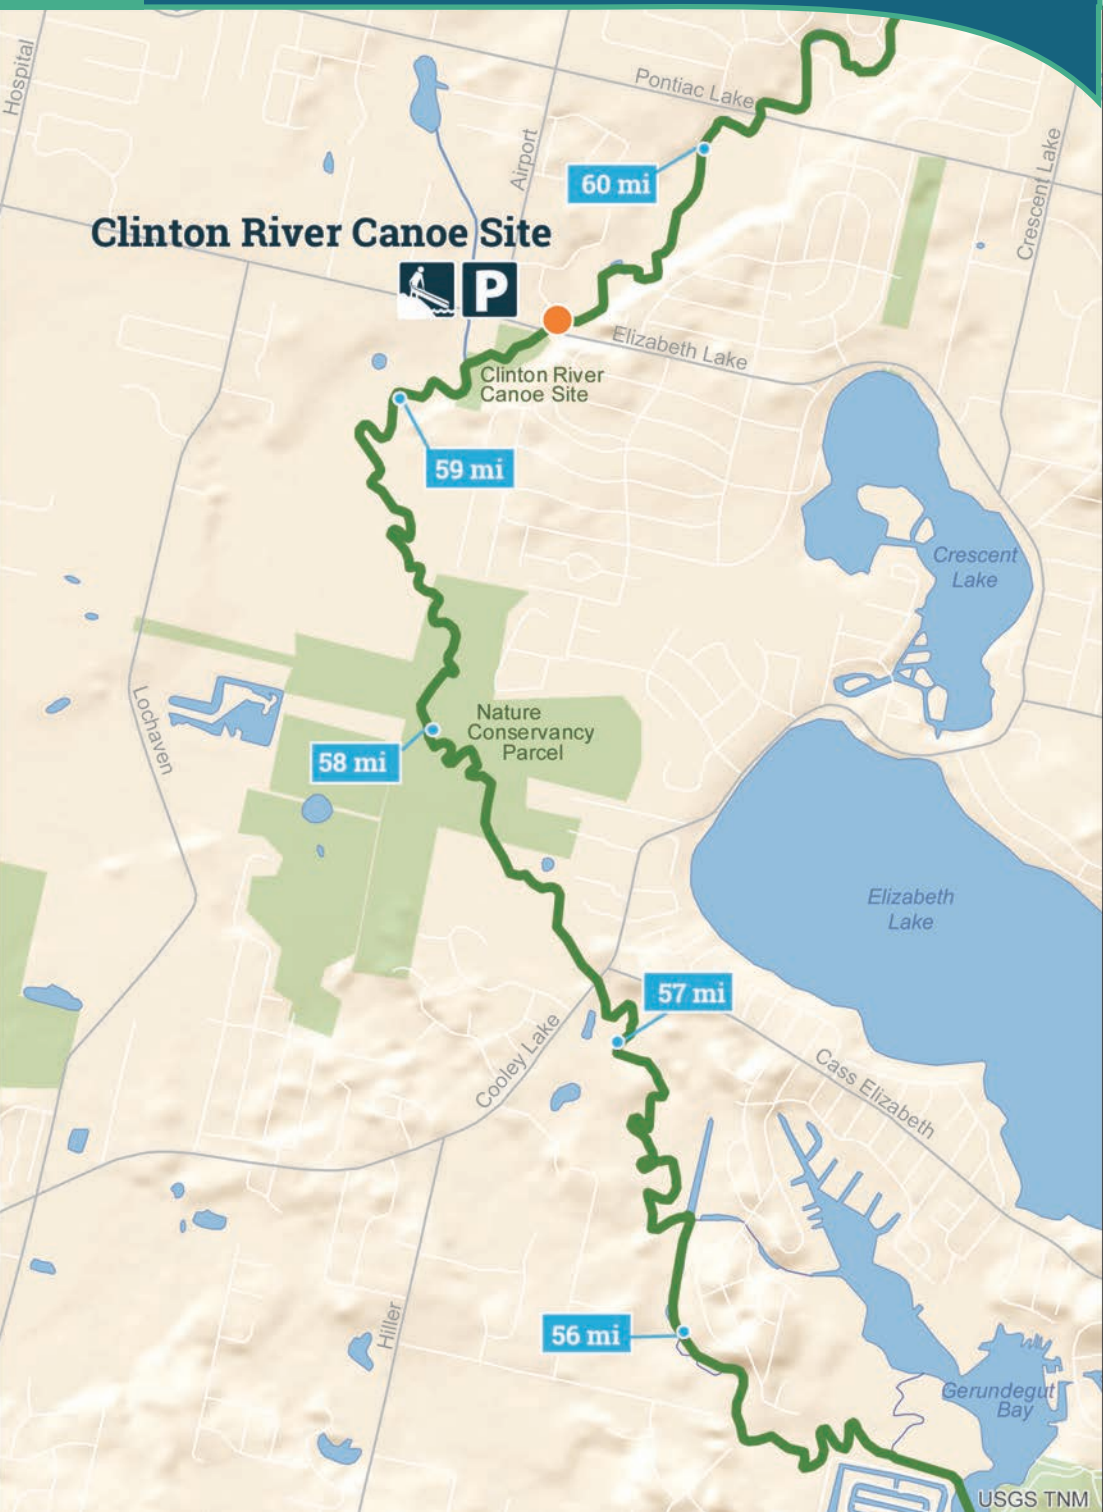 Hospital
Pontiac Lake
Airport
Crescent Lake
60 mi
Clinton River Canoe Site
P
Elizabeth Lake
Clinton River
Canoe Site
59 mi
Crescent
Lake
Lochaven
Nature
Conservancy
Parcel
58 mi
Elizabeth
Lake
57 mi
Cooley Lake
Cass Elizabeth
56 mi
Hiller
Gerundegut
Bay
USGS TNM